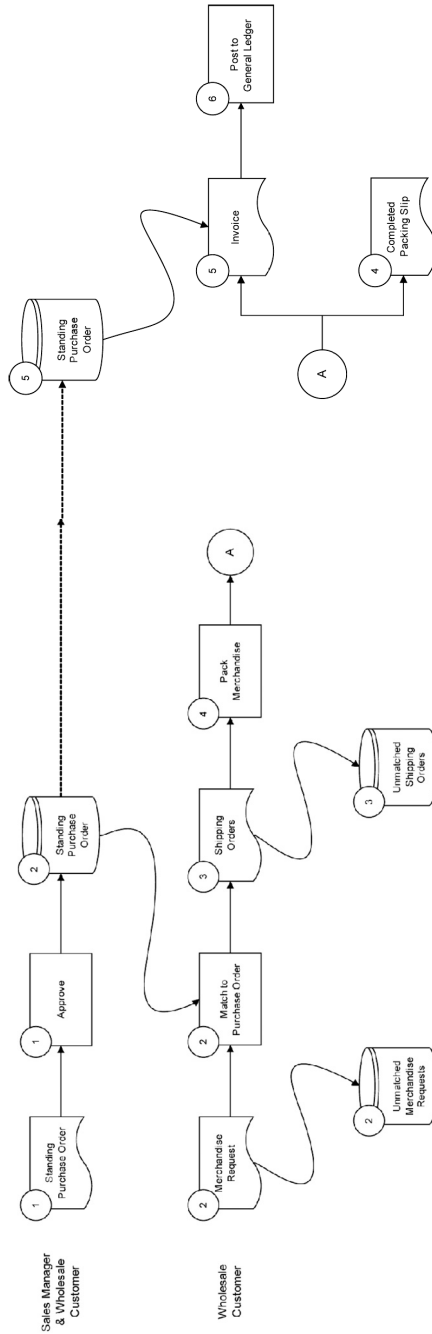 Sales Manager
& Wholesale
Customer
1
Standing
Purchase Order
1
Approve
2
Standing
Purchase
Order
5
Standing
Purchase
Order
Wholesale
Customer
2
Merchandise
Request
2
Match to
Purchase Order
3
Shipping
Orders
4
Pack
Merchandise
A
2
Unmatched
Merchandise
Requests
3
Unmatched
Shipping
Orders
A
5
Invoice
6
Post to
General Ledger
4
Completed
Packing Slip